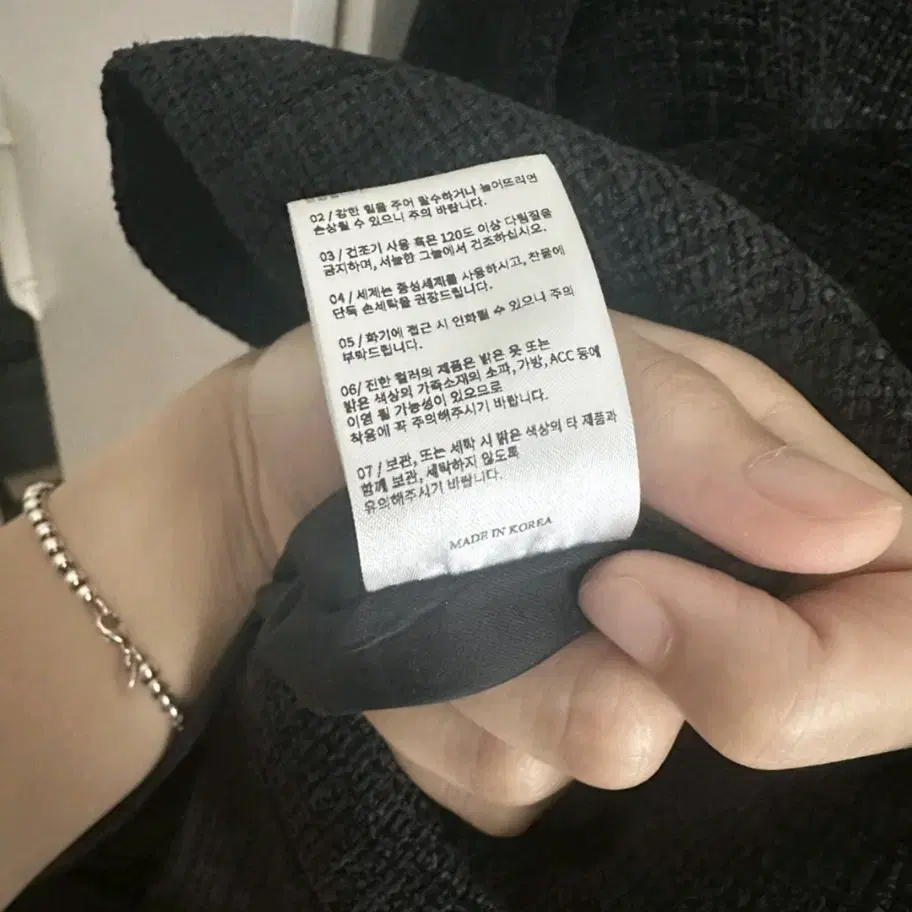 02 / 강한 힘을 주어 탈수하거나 늘어뜨리면
손상될 수 있으니 주의 바랍니다.
03 / 건조기 사용 혹은 120도 이상 다림질을
금지하며, 서늘한 그늘에서 건조하십시오.
04 / 세제는 중성세제를 사용하시고, 찬물에
단독 손세탁을 권장드립니다.
05 / 화기에 접근 시 인화될 수 있으니 주의
부탁드립니다.
06/ 진한 컬러의 제품은 밝은 옷 또는
밝은 색상의 가죽소재의 소파, 가방, ACC 등에
이염 될 가능성이 있으므로
착용에 꼭 주의해주시기 바랍니다.
07 / 보관, 또는 세탁 시 밝은 색상의 타 제품과
함께 보관, 세탁하지 않도록
유의해주시기 바랍니다.
MADE IN KOREA